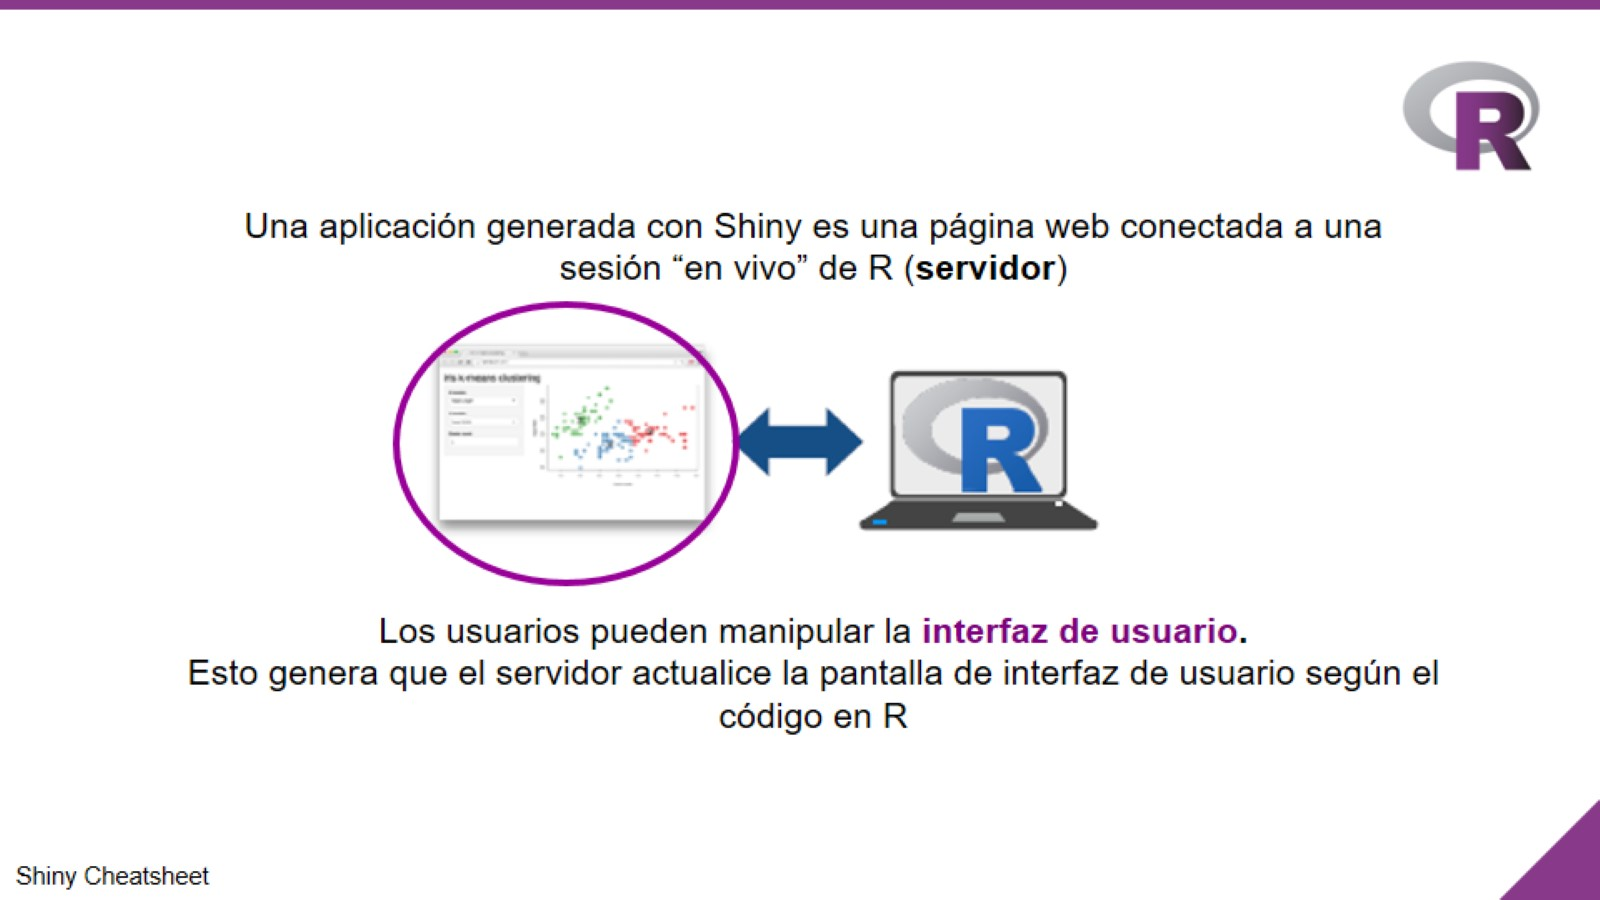 R
Una aplicación generada con Shiny es una página web conectada a una
sesión “en vivo” de R (servidor)
Iris k-means clustering
R
Los usuarios pueden manipular la interfaz de usuario.
Esto genera que el servidor actualice la pantalla de interfaz de usuario según el
código en R
Shiny Cheatsheet